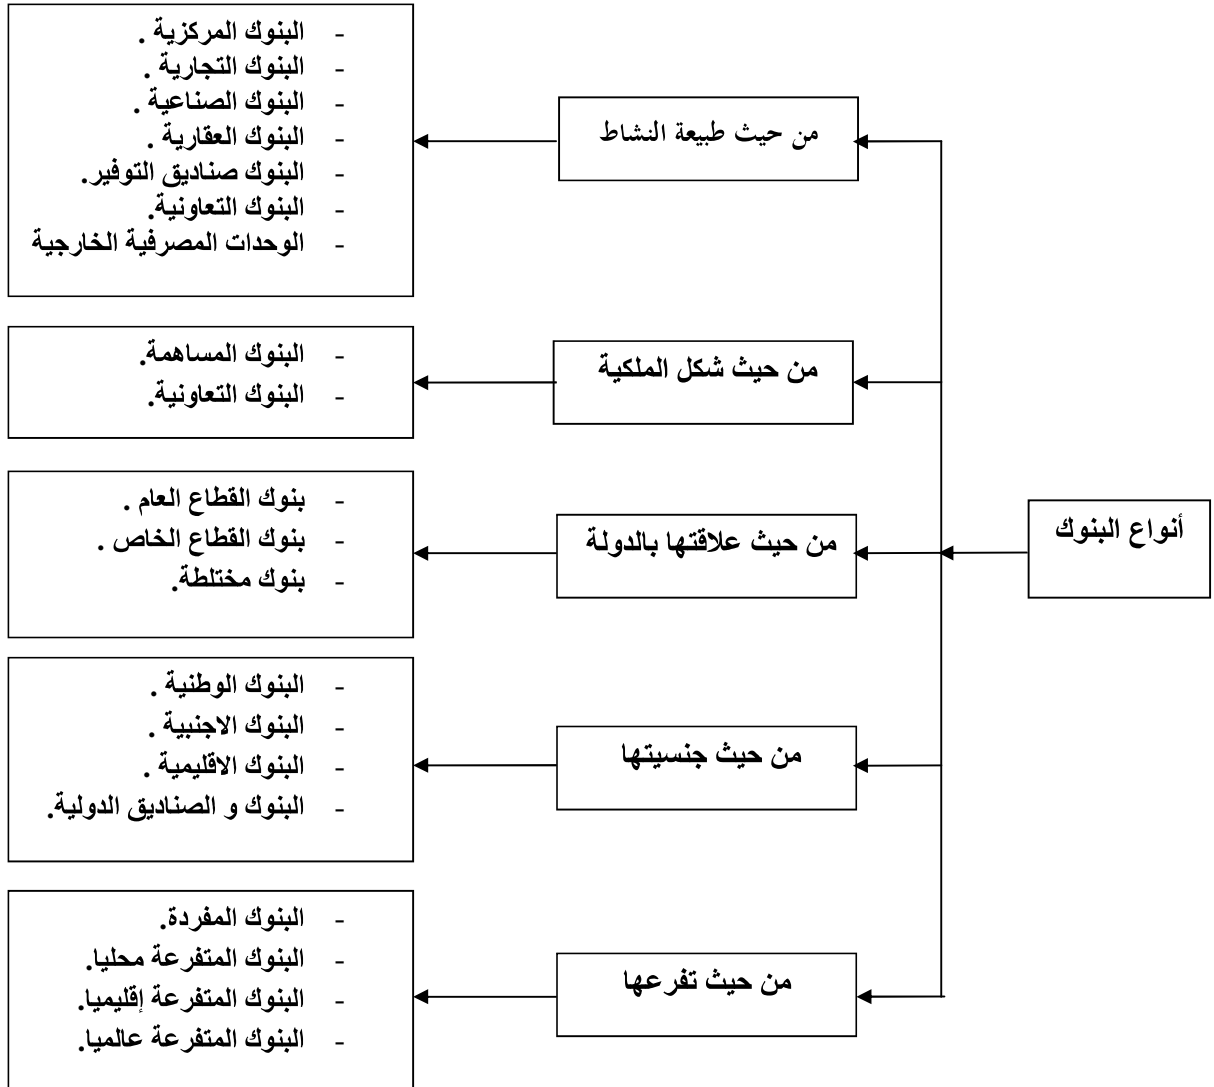 أنواع البنوك
من حيث طبيعة النشاط
- البنوك المركزية .
- البنوك التجارية .
- البنوك الصناعية .
- البنوك العقارية .
- البنوك صناديق التوفير.
- البنوك التعاونية.
- الوحدات المصرفية الخارجية
من حيث شكل الملكية
- البنوك المساهمة.
- البنوك التعاونية.
من حيث علاقتها بالدولة
- بنوك القطاع العام .
- بنوك القطاع الخاص .
- بنوك مختلطة.
من حيث جنسيتها
- البنوك الوطنية .
- البنوك الاجنبية .
- البنوك الاقليمية .
- البنوك و الصناديق الدولية.
من حيث تفرعها
- البنوك المفردة.
- البنوك المتفرعة محليا.
- البنوك المتفرعة إقليميا.
- البنوك المتفرعة عالميا.